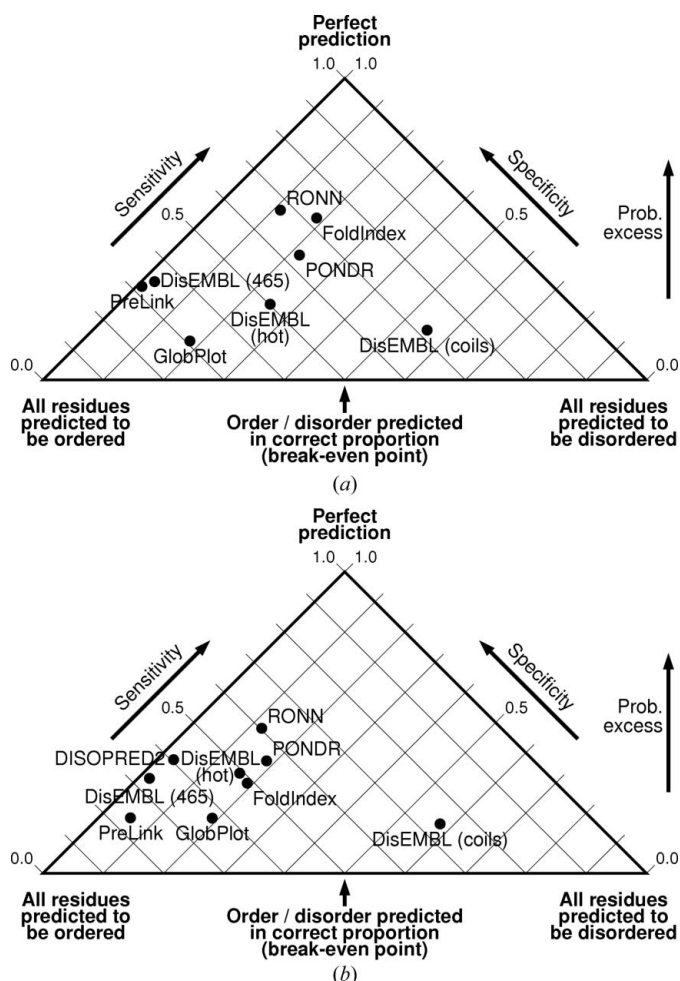 Perfect
prediction
1.0 1.0
Sensitivity
Specificity
0.5
0.5
Prob.
excess
RONN
FoldIndex
PONDR
DisEMBL (465)
PreLink
DisEMBL
(hot)
GlobPlot
DisEMBL (coils)
0.0
0.0
All residues
predicted to
be ordered
Order / disorder predicted
in correct proportion
(break-even point)
All residues
predicted to
be disordered
(a)
Perfect
prediction
1.0 1.0
Sensitivity
Specificity
0.5
0.5
Prob.
excess
RONN
DISOPRED2
DisEMBL
(hot)
PONDR
DisEMBL (465)
FoldIndex
PreLink
GlobPlot
DisEMBL (coils)
0.0
0.0
All residues
predicted to
be ordered
Order / disorder predicted
in correct proportion
(break-even point)
All residues
predicted to
be disordered
(b)